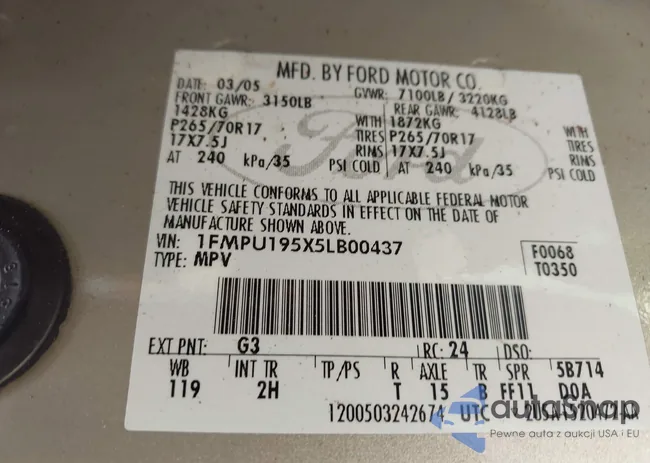 MFD. BY FORD MOTOR CO.
DATE: 03/05 GVWR: 7100LB/ 3220KG
FRONT GAWR: 3150LB REAR GAWR: 4128LB
1428KG WITH 1872KG WITH
P265/70R17 TIRES P265/70R17 TIRES
17X7.5J RIMS 17X7.5J RIMS
AT 240 kPa/35 PSI COLD AT 240 kPa/35 PSI COLD
Ford
THIS VEHICLE CONFORMS TO ALL APPLICABLE FEDERAL MOTOR
VEHICLE SAFETY STANDARDS IN EFFECT ON THE DATE OF
MANUFACTURE SHOWN ABOVE.
VIN: 1FMPU195X5LB00437
TYPE: MPV
F0068
T0350
EXT PNT: G3 RC: 24 DSO:
WB INT TR TP/PS R AXLE TR SPR 5B714
119 2H T 15 B FF11 DOA
1200503242674 UTC
autoSnap
Pewne auta z aukcji USA i EU